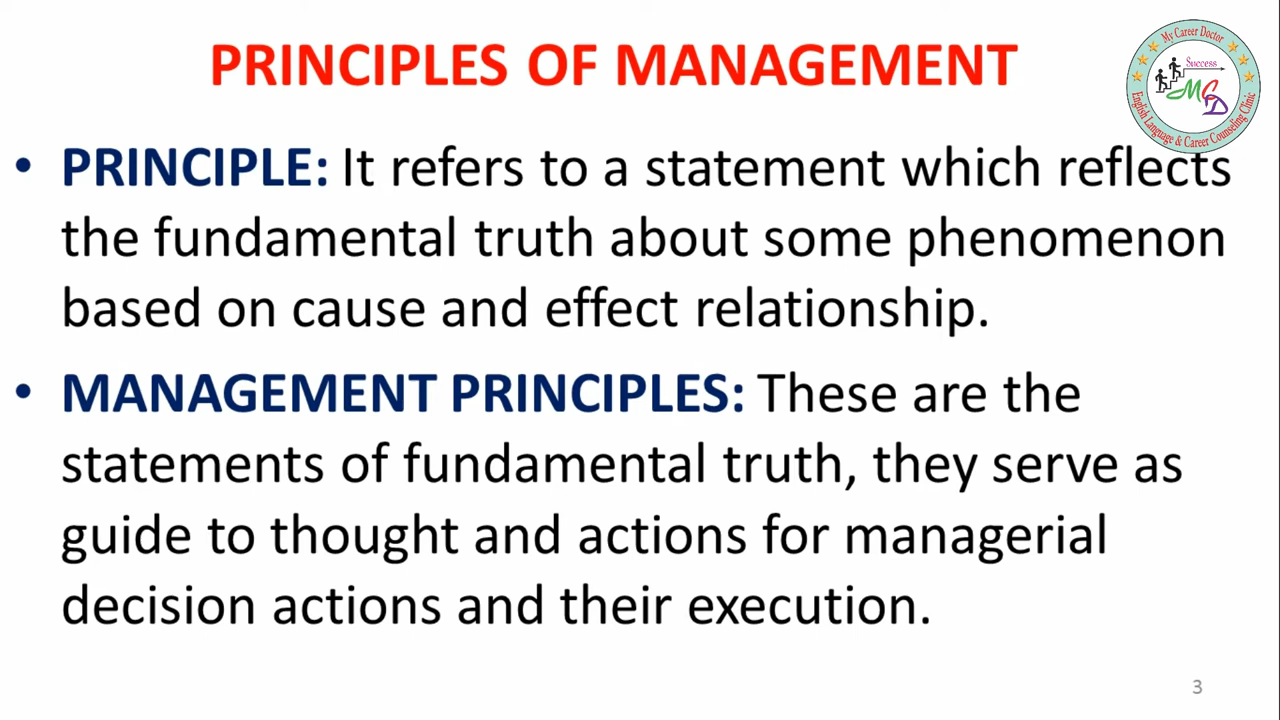 PRINCIPLES OF MANAGEMENT
My Career Doctor
Success
MCD
English Language & Career Counseling Clinic
• PRINCIPLE: It refers to a statement which reflects
the fundamental truth about some phenomenon
based on cause and effect relationship.
• MANAGEMENT PRINCIPLES: These are the
statements of fundamental truth, they serve as
guide to thought and actions for managerial
decision actions and their execution.
3